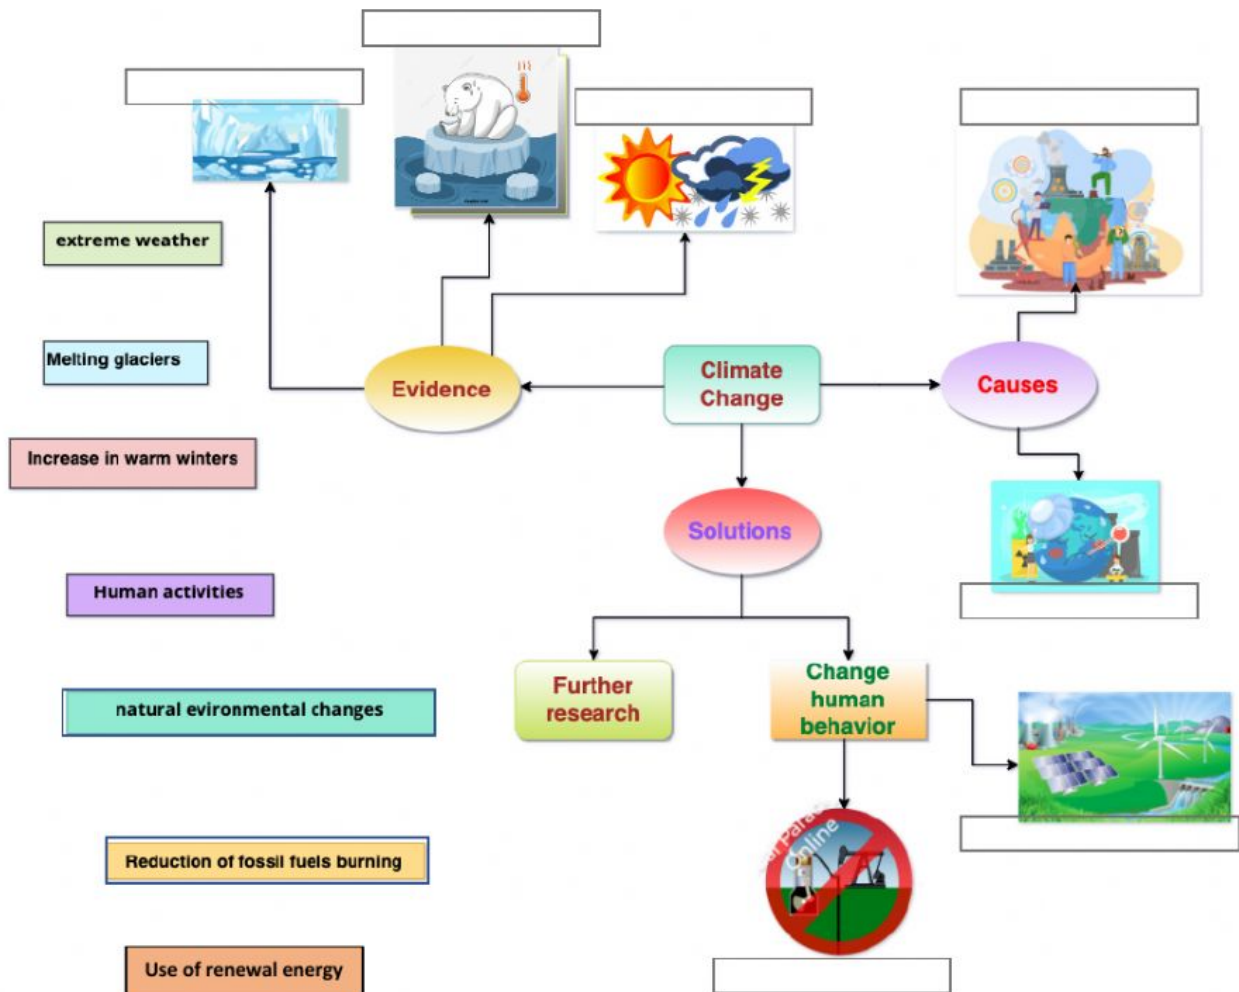 extreme weather
Melting glaciers
Increase in warm winters
Human activities
natural evironmental changes
Reduction of fossil fuels burning
Use of renewal energy
Evidence
Climate
Change
Causes
Solutions
Further
research
Change
human
behavior
Online